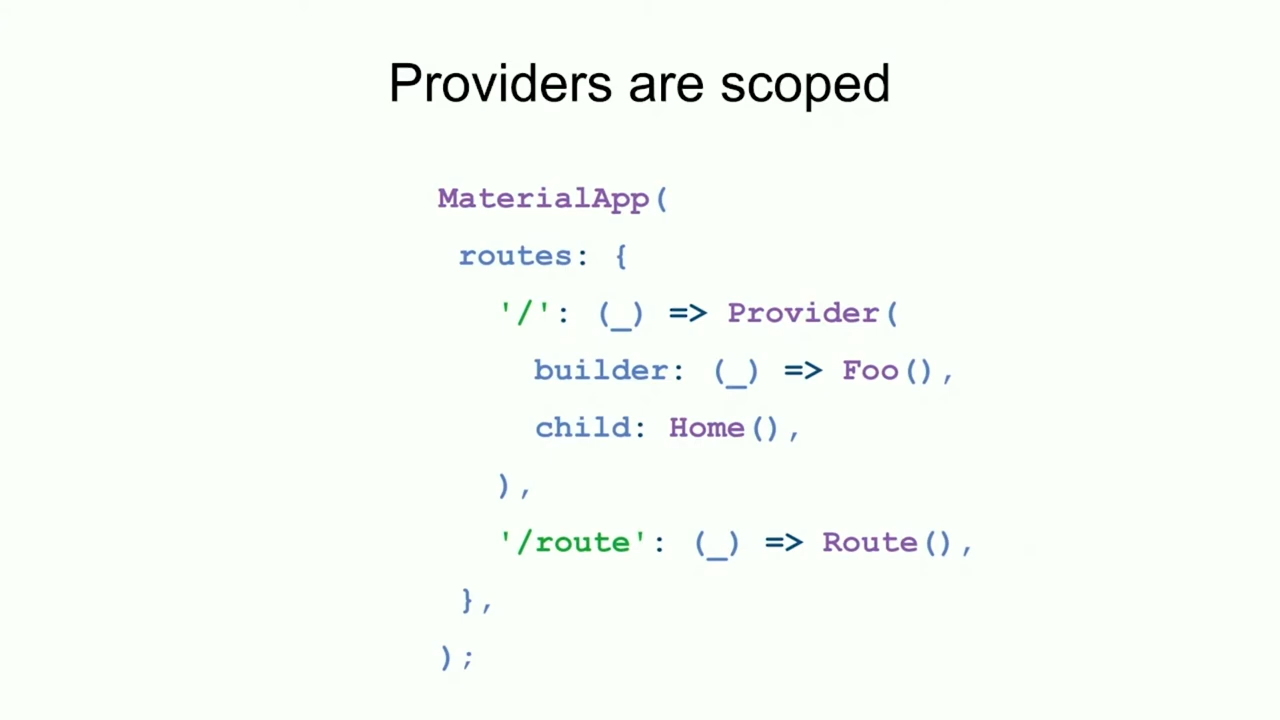 Providers are scoped
MaterialApp(
routes: {
'/': (_) => Provider(
builder: (_) => Foo(),
child: Home(),
),
'/route': (_) => Route(),
},
);